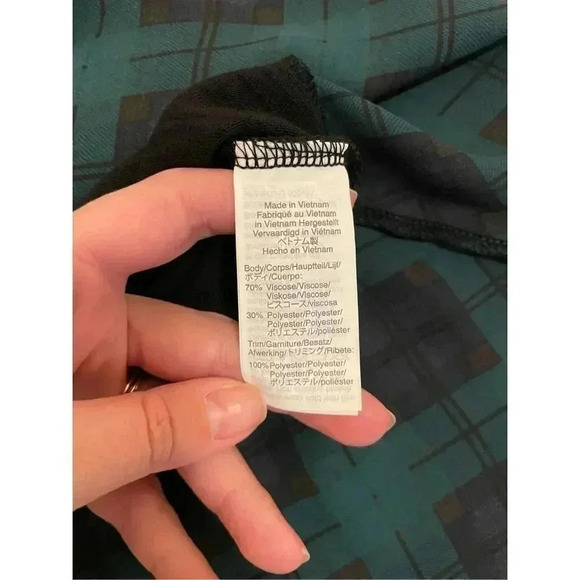 Made in Vietnam
Fabriqué au Vietnam
in Vietnam Hergestellt
Vervaardigd in Viëtnam
ベトナム製
Hecho en Vietnam
Body/Corps/Hauptteil/Lijf/
ボディ/Cuerpo:
70% Viscose/Viscose/
Viskose/Viscose/
ビスコース/viscosa
30% Polyester/Polyester/
Polyester/Polyester/
ポリエステル/poliéster
Trim/Garniture/Besatz/
Afwerking/トリミング/Ribete:
100%Polyester/Polyester/
Polyester/Polyester/
ポリエステル/poliéster